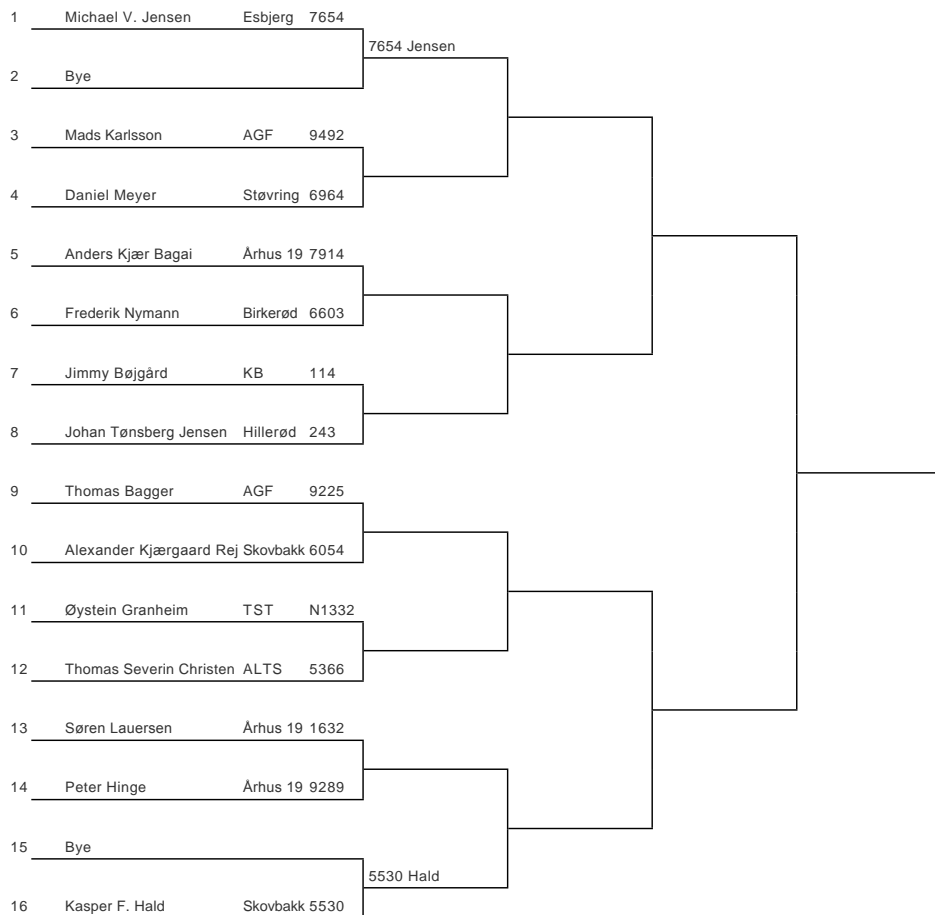 1 Michael V. Jensen Esbjerg 7654
7654 Jensen
2 Bye
3 Mads Karlsson AGF 9492
4 Daniel Meyer Støvring 6964
5 Anders Kjær Bagai Århus 19 7914
6 Frederik Nymann Birkerød 6603
7 Jimmy Bøjgård KB 114
8 Johan Tønsberg Jensen Hillerød 243
9 Thomas Bagger AGF 9225
10 Alexander Kjærgaard Rej Skovbakk 6054
11 Øystein Granheim TST N1332
12 Thomas Severin Christen ALTS 5366
13 Søren Lauersen Århus 19 1632
14 Peter Hinge Århus 19 9289
15 Bye
5530 Hald
16 Kasper F. Hald Skovbakk 5530